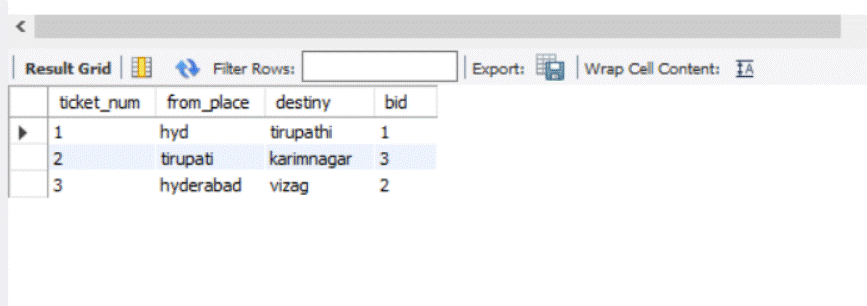 Result Grid Filter Rows: Export: Wrap Cell Content: IA
ticket_num from_place destiny bid
1 hyd tirupathi 1
2 tirupati karimnagar 3
3 hyderabad vizag 2